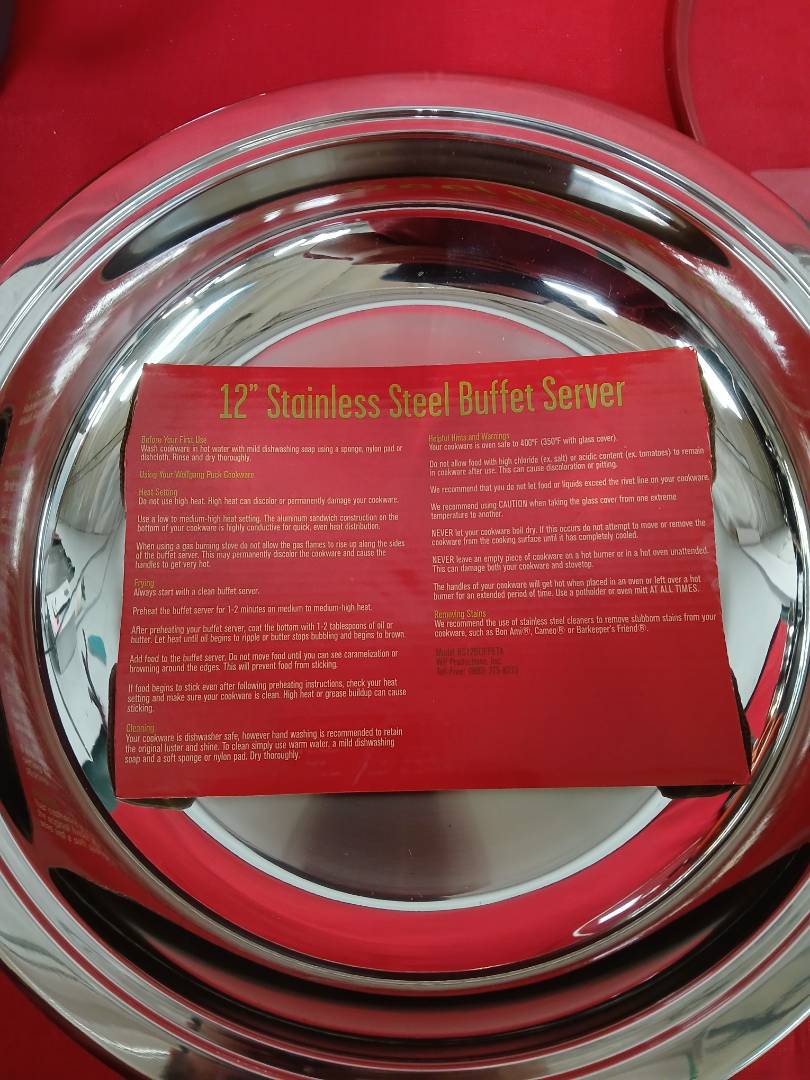 12” Stainless Steel Buffet Server
Before Your First Use
Wash cookware in hot water with mild dishwashing soap using a sponge, nylon pad or
dishcloth. Rinse and dry thoroughly.
Using Your Wolfgang Puck Cookware
Heat Setting
Do not use high heat. High heat can discolor or permanently damage your cookware.
Use a low to medium-high heat setting. The aluminum sandwich construction on the
bottom of your cookware is highly conductive for quick, even heat distribution.
When using a gas burning stove do not allow the gas flames to rise up along the sides
of the buffet server. This may permanently discolor the cookware and cause the
handles to get very hot.
Frying
Always start with a clean buffet server.
Preheat the buffet server for 1-2 minutes on medium to medium-high heat.
After preheating your buffet server, coat the bottom with 1-2 tablespoons of oil or
butter. Let heat until oil begins to ripple or butter stops bubbling and begins to brown.
Add food to the buffet server. Do not move food until you can see caramelization or
browning around the edges. This will prevent food from sticking.
If food begins to stick even after following preheating instructions, check your heat
setting and make sure your cookware is clean. High heat or grease buildup can cause
sticking.
Cleaning
Your cookware is dishwasher safe, however hand washing is recommended to retain
the original luster and shine. To clean simply use warm water, a mild dishwashing
soap and a soft sponge or nylon pad. Dry thoroughly.
Helpful Hints and Warnings
Your cookware is oven safe to 400°F (350°F with glass cover).
Do not allow food with high chloride (ex. salt) or acidic content (ex. tomatoes) to remain
in cookware after use. This can cause discoloration or pitting.
We recommend that you do not let food or liquids exceed the rivet line on your cookware.
We recommend using CAUTION when taking the glass cover from one extreme
temperature to another.
NEVER let your cookware boil dry. If this occurs do not attempt to move or remove the
cookware from the cooking surface until it has completely cooled.
NEVER leave an empty piece of cookware on a hot burner or in a hot oven unattended.
This can damage both your cookware and stovetop.
The handles of your cookware will get hot when placed in an oven or left over a hot
burner for an extended period of time. Use a potholder or oven mitt AT ALL TIMES.
Removing Stains
We recommend the use of stainless steel cleaners to remove stubborn stains from your
cookware, such as Bon Ami®, Cameo® or Barkeeper's Friend®.
Model
WP Productions, Inc.
Toll-Free: (800)